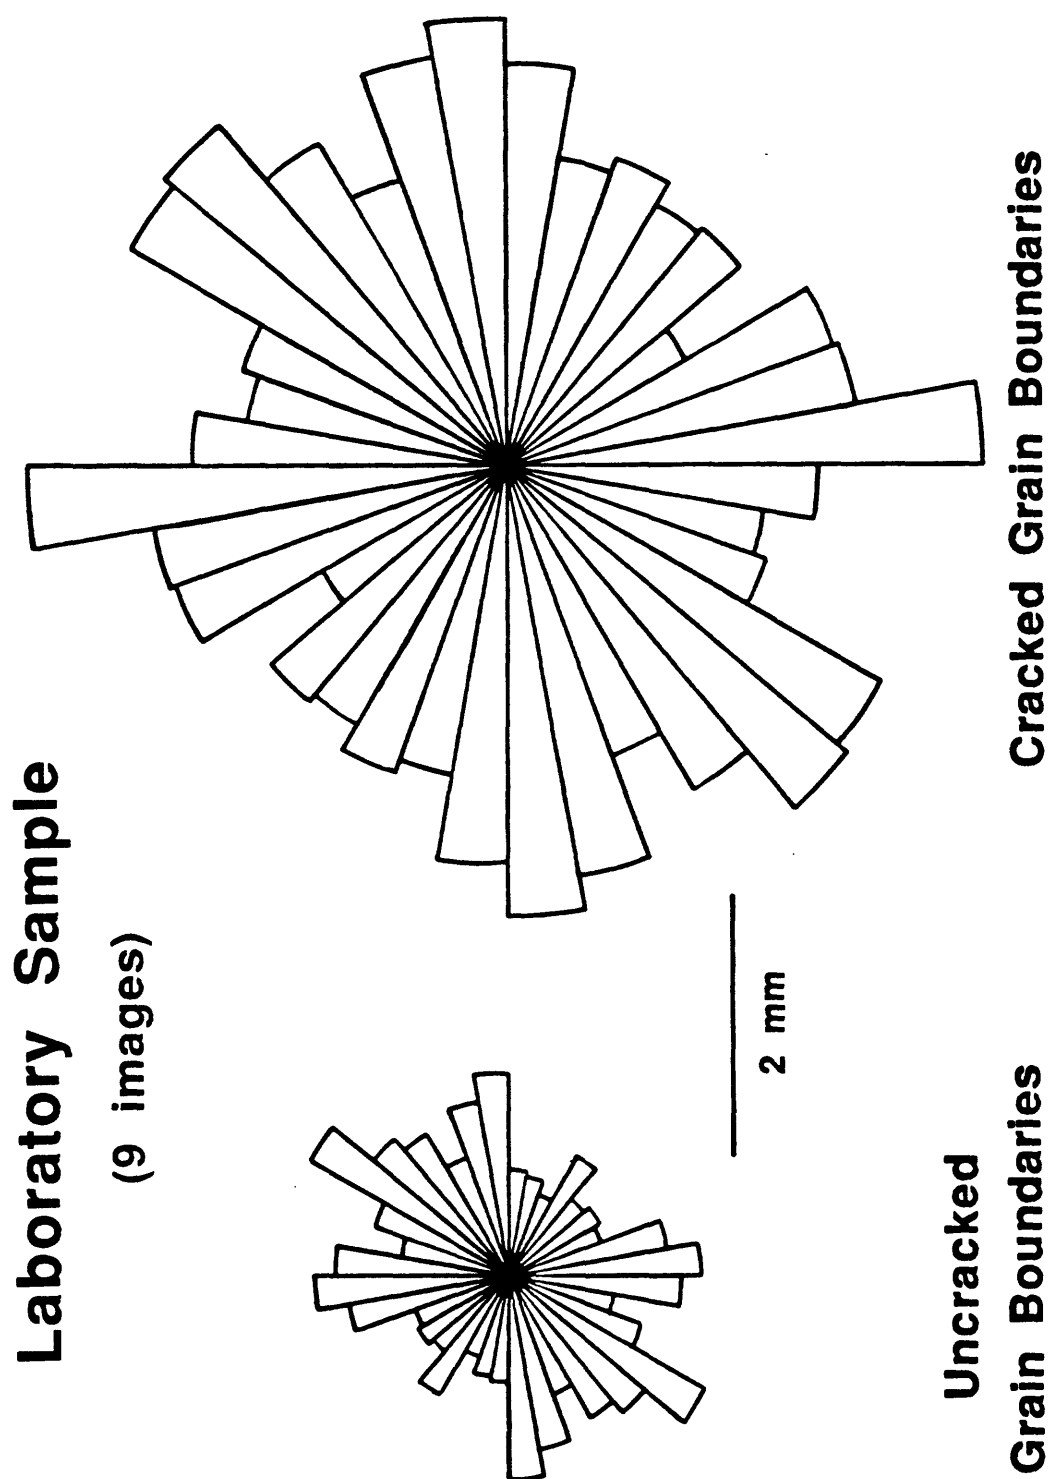 Laboratory Sample
(9 images)
2 mm
Uncracked
Grain Boundaries
Cracked Grain Boundaries